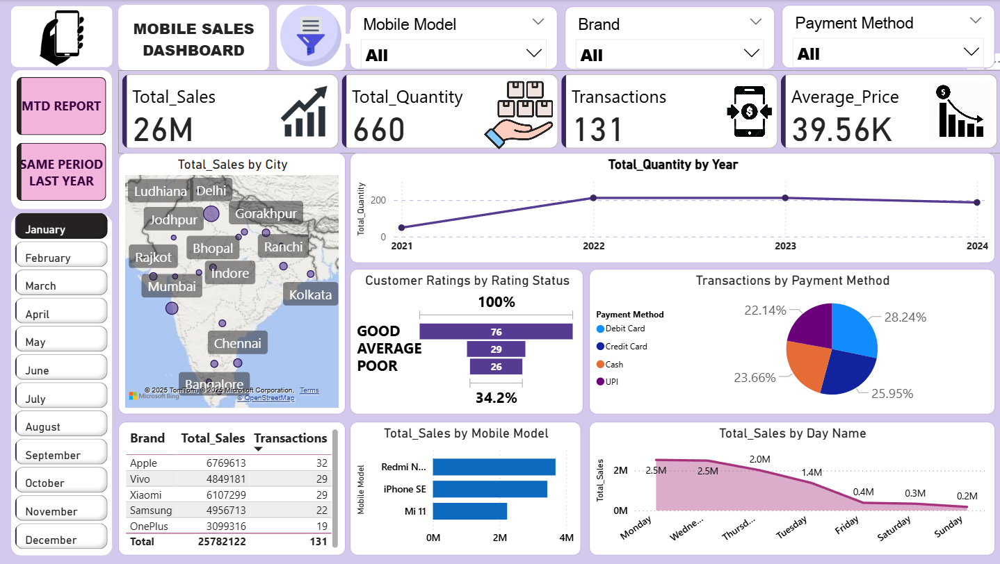 MOBILE SALES
DASHBOARD
Mobile Model
All
Brand
All
Payment Method
All
MTD REPORT
SAME PERIOD
LAST YEAR
January
February
March
April
May
June
July
August
September
October
November
December
Total_Sales
26M
Total_Quantity
660
Transactions
131
Average_Price
39.56K
Total_Sales by City
Ludhiana
Delhi
Jodhpur
Gorakhpur
Bhopal
Ranchi
Rajkot
Indore
Mumbai
Kolkata
Chennai
Bangalore
© 2025 TomTom, © 2025 Microsoft Corporation, Terms
Microsoft Bing
© OpenStreetMap
Total_Quantity by Year
Total_Quantity
200
0
2021 2022 2023 2024
Customer Ratings by Rating Status
100%
GOOD 76
AVERAGE 29
POOR 26
34.2%
Transactions by Payment Method
Payment Method
Debit Card
Credit Card
Cash
UPI
22.14%
28.24%
23.66%
25.95%
Brand Total_Sales Transactions
Apple 6769613 32
Vivo 4849181 29
Xiaomi 6107299 29
Samsung 4956713 22
OnePlus 3099316 19
Total 25782122 131
Total_Sales by Mobile Model
Mobile Model
Redmi N...
iPhone SE
Mi 11
0M 2M 4M
Total_Sales by Day Name
Total_Sales
2M
0M
2.5M 2.5M 2.0M 1.4M 0.4M 0.3M 0.2M
Monday Wedne... Thursd... Tuesday Friday Saturday Sunday